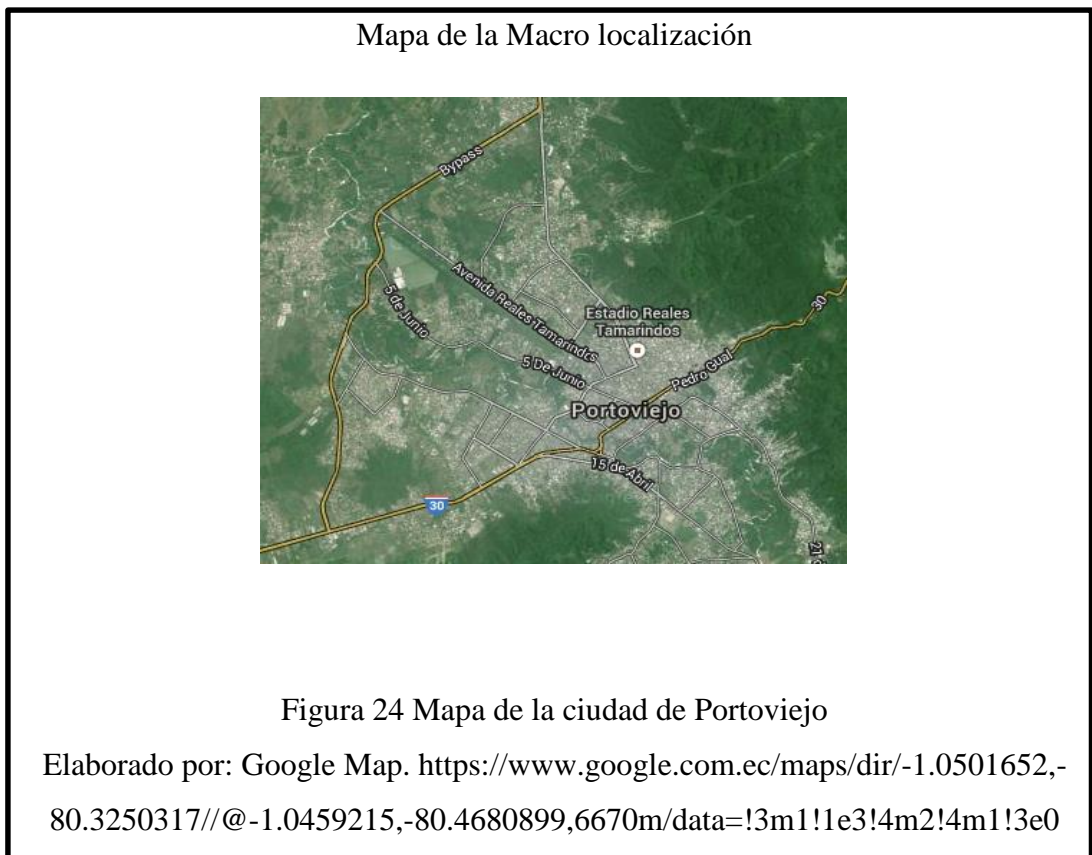 Mapa de la Macro localización
Bypass
Avenida Reales Tamarindos
5 de Junio
Estadio Reales
Tamarindos
30
5 De Junio
Pedro Gual
Portoviejo
15 de Abril
30
21
Figura 24 Mapa de la ciudad de Portoviejo
Elaborado por: Google Map. https://www.google.com.ec/maps/dir/-1.0501652,-
80.3250317//@-1.0459215,-80.4680899,6670m/data=!3m1!1e3!4m2!4m1!3e0